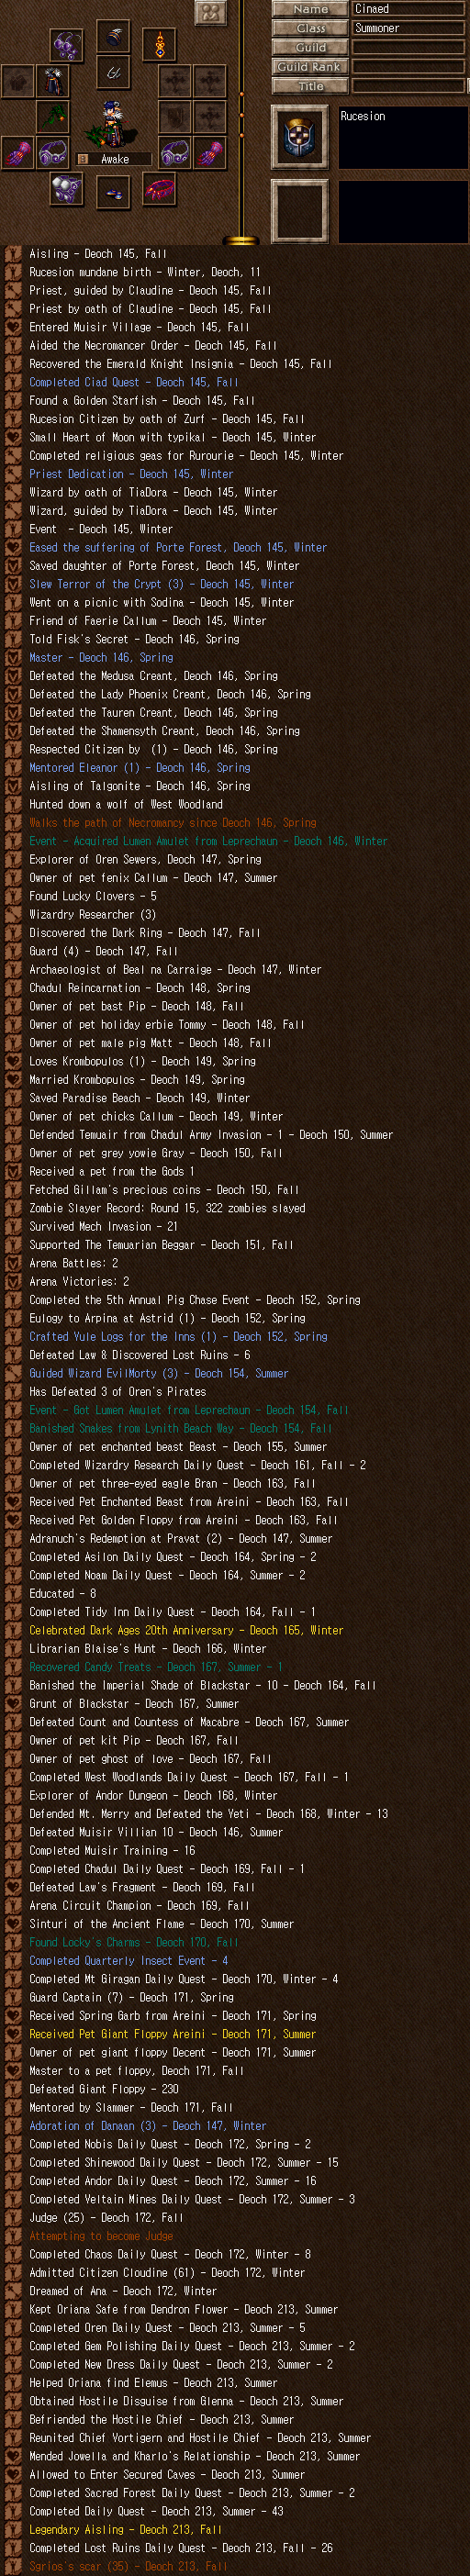 Name
Cinaed
Class
Summoner
Guild
Guild Rank
Title
Rucesion
Awake
Aisling - Deoch 145, Fall
Rucesion mundane birth - Winter, Deoch, 11
Priest, guided by Claudine - Deoch 145, Fall
Priest by oath of Claudine - Deoch 145, Fall
Entered Muisir Village - Deoch 145, Fall
Aided the Necromancer Order - Deoch 145, Fall
Recovered the Emerald Knight Insignia - Deoch 145, Fall
Completed Ciad Quest - Deoch 145, Fall
Found a Golden Starfish - Deoch 145, Fall
Rucesion Citizen by oath of Zurf - Deoch 145, Fall
Small Heart of Moon with typikal - Deoch 145, Winter
Completed religious geas for Rurourie - Deoch 145, Winter
Priest Dedication - Deoch 145, Winter
Wizard by oath of TiaDora - Deoch 145, Winter
Wizard, guided by TiaDora - Deoch 145, Winter
Event  - Deoch 145, Winter
Eased the suffering of Porte Forest, Deoch 145, Winter
Saved daughter of Porte Forest, Deoch 145, Winter
Slew Terror of the Crypt (3) - Deoch 145, Winter
Went on a picnic with Sodina - Deoch 145, Winter
Friend of Faerie Callum - Deoch 145, Winter
Told Fisk's Secret - Deoch 146, Spring
Master - Deoch 146, Spring
Defeated the Medusa Creant, Deoch 146, Spring
Defeated the Lady Phoenix Creant, Deoch 146, Spring
Defeated the Tauren Creant, Deoch 146, Spring
Defeated the Shamensyth Creant, Deoch 146, Spring
Respected Citizen by  (1) - Deoch 146, Spring
Mentored Eleanor (1) - Deoch 146, Spring
Aisling of Talgonite - Deoch 146, Spring
Hunted down a wolf of West Woodland
Walks the path of Necromancy since Deoch 146, Spring
Event - Acquired Lumen Amulet from Leprechaun - Deoch 146, Winter
Explorer of Oren Sewers, Deoch 147, Spring
Owner of pet fenix Callum - Deoch 147, Summer
Found Lucky Clovers - 5
Wizardry Researcher (3)
Discovered the Dark Ring - Deoch 147, Fall
Guard (4) - Deoch 147, Fall
Archaeologist of Beal na Carraige - Deoch 147, Winter
Chadul Reincarnation - Deoch 148, Spring
Owner of pet bast Pip - Deoch 148, Fall
Owner of pet holiday erbie Tommy - Deoch 148, Fall
Owner of pet male pig Matt - Deoch 148, Fall
Loves Krombopulos (1) - Deoch 149, Spring
Married Krombopulos - Deoch 149, Spring
Saved Paradise Beach - Deoch 149, Winter
Owner of pet chicks Callum - Deoch 149, Winter
Defended Temuair from Chadul Army Invasion - 1 - Deoch 150, Summer
Owner of pet grey yowie Gray - Deoch 150, Fall
Received a pet from the Gods 1
Fetched Gillam's precious coins - Deoch 150, Fall
Zombie Slayer Record: Round 15, 322 zombies slayed
Survived Mech Invasion - 21
Supported The Temuarian Beggar - Deoch 151, Fall
Arena Battles: 2
Arena Victories: 2
Completed the 5th Annual Pig Chase Event - Deoch 152, Spring
Eulogy to Arpina at Astrid (1) - Deoch 152, Spring
Crafted Yule Logs for the Inns (1) - Deoch 152, Spring
Defeated Law & Discovered Lost Ruins - 6
Guided Wizard EvilMorty (3) - Deoch 154, Summer
Has Defeated 3 of Oren's Pirates
Event - Got Lumen Amulet from Leprechaun - Deoch 154, Fall
Banished Snakes from Lynith Beach Way - Deoch 154, Fall
Owner of pet enchanted beast Beast - Deoch 155, Summer
Completed Wizardry Research Daily Quest - Deoch 161, Fall - 2
Owner of pet three-eyed eagle Bran - Deoch 163, Fall
Received Pet Enchanted Beast from Areini - Deoch 163, Fall
Received Pet Golden Floppy from Areini - Deoch 163, Fall
Adranuch's Redemption at Pravat (2) - Deoch 147, Summer
Completed Asilon Daily Quest - Deoch 164, Spring - 2
Completed Noam Daily Quest - Deoch 164, Summer - 2
Educated - 8
Completed Tidy Inn Daily Quest - Deoch 164, Fall - 1
Celebrated Dark Ages 20th Anniversary - Deoch 165, Winter
Librarian Blaise's Hunt - Deoch 166, Winter
Recovered Candy Treats - Deoch 167, Summer - 1
Banished the Imperial Shade of Blackstar - 10 - Deoch 164, Fall
Grunt of Blackstar - Deoch 167, Summer
Defeated Count and Countess of Macabre - Deoch 167, Summer
Owner of pet kit Pip - Deoch 167, Fall
Owner of pet ghost of love - Deoch 167, Fall
Completed West Woodlands Daily Quest - Deoch 167, Fall - 1
Explorer of Andor Dungeon - Deoch 168, Winter
Defended Mt. Merry and Defeated the Yeti - Deoch 168, Winter - 13
Defeated Muisir Villian 10 - Deoch 146, Summer
Completed Muisir Training - 16
Completed Chadul Daily Quest - Deoch 169, Fall - 1
Defeated Law's Fragment - Deoch 169, Fall
Arena Circuit Champion - Deoch 169, Fall
Sinturi of the Ancient Flame - Deoch 170, Summer
Found Locky's Charms - Deoch 170, Fall
Completed Quarterly Insect Event - 4
Completed Mt Giragan Daily Quest - Deoch 170, Winter - 4
Guard Captain (7) - Deoch 171, Spring
Received Spring Garb from Areini - Deoch 171, Spring
Received Pet Giant Floppy Areini - Deoch 171, Summer
Owner of pet giant floppy Decent - Deoch 171, Summer
Master to a pet floppy, Deoch 171, Fall
Defeated Giant Floppy - 230
Mentored by Slammer - Deoch 171, Fall
Adoration of Danaan (3) - Deoch 147, Winter
Completed Nobis Daily Quest - Deoch 172, Spring - 2
Completed Shinewood Daily Quest - Deoch 172, Summer - 15
Completed Andor Daily Quest - Deoch 172, Summer - 16
Completed Veltain Mines Daily Quest - Deoch 172, Summer - 3
Judge (25) - Deoch 172, Fall
Attempting to become Judge
Completed Chaos Daily Quest - Deoch 172, Winter - 8
Admitted Citizen Cloudine (61) - Deoch 172, Winter
Dreamed of Ana - Deoch 172, Winter
Kept Oriana Safe from Dendron Flower - Deoch 213, Summer
Completed Oren Daily Quest - Deoch 213, Summer - 5
Completed Gem Polishing Daily Quest - Deoch 213, Summer - 2
Completed New Dress Daily Quest - Deoch 213, Summer - 2
Helped Oriana find Elemus - Deoch 213, Summer
Obtained Hostile Disguise from Glenna - Deoch 213, Summer
Befriended the Hostile Chief - Deoch 213, Summer
Reunited Chief Vortigern and Hostile Chief - Deoch 213, Summer
Mended Jowella and Kharlo's Relationship - Deoch 213, Summer
Allowed to Enter Secured Caves - Deoch 213, Summer
Completed Sacred Forest Daily Quest - Deoch 213, Summer - 2
Completed Daily Quest - Deoch 213, Summer - 43
Legendary Aisling - Deoch 213, Fall
Completed Lost Ruins Daily Quest - Deoch 213, Fall - 26
Sgrios's scar (35) - Deoch 213, Fall